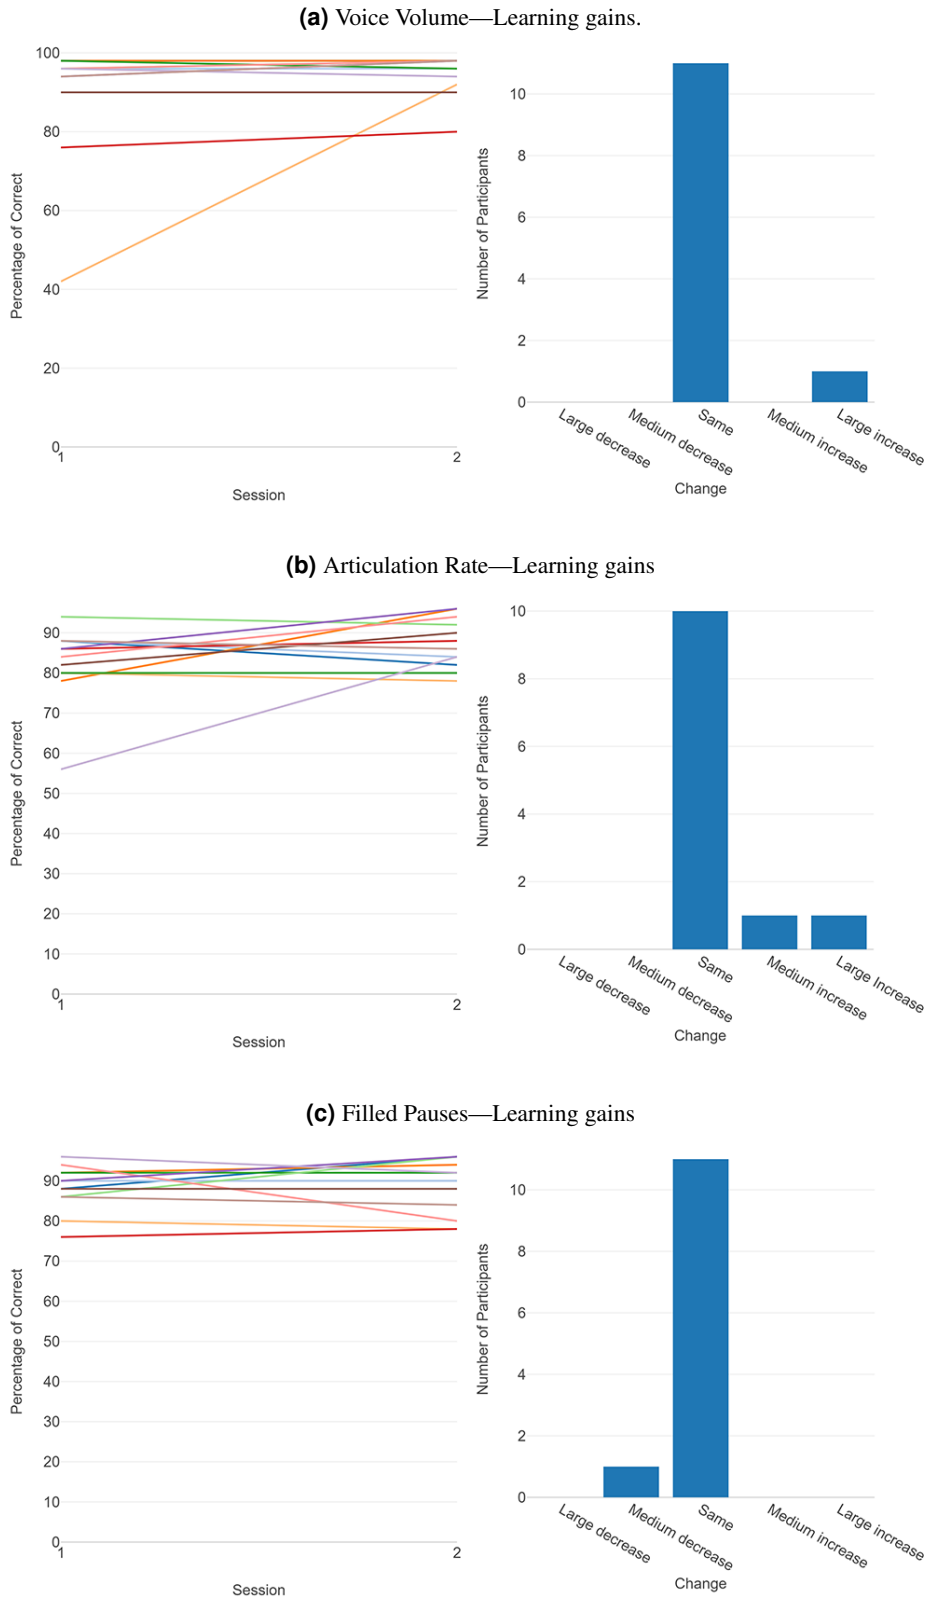 (a) Voice Volume—Learning gains.
100
80
60
40
20
0
1
2
Percentage of Correct
Session
10
8
6
4
2
0
Number of Participants
Large decrease
Medium decrease
Same
Medium increase
Large increase
Change
(b) Articulation Rate—Learning gains
90
80
70
60
50
40
30
20
10
0
1
2
Percentage of Correct
Session
10
8
6
4
2
0
Number of Participants
Large decrease
Medium decrease
Same
Medium increase
Large Increase
Change
(c) Filled Pauses—Learning gains
90
80
70
60
50
40
30
20
10
0
1
2
Percentage of Correct
Session
10
8
6
4
2
0
Number of Participants
Large decrease
Medium decrease
Same
Medium increase
Large increase
Change